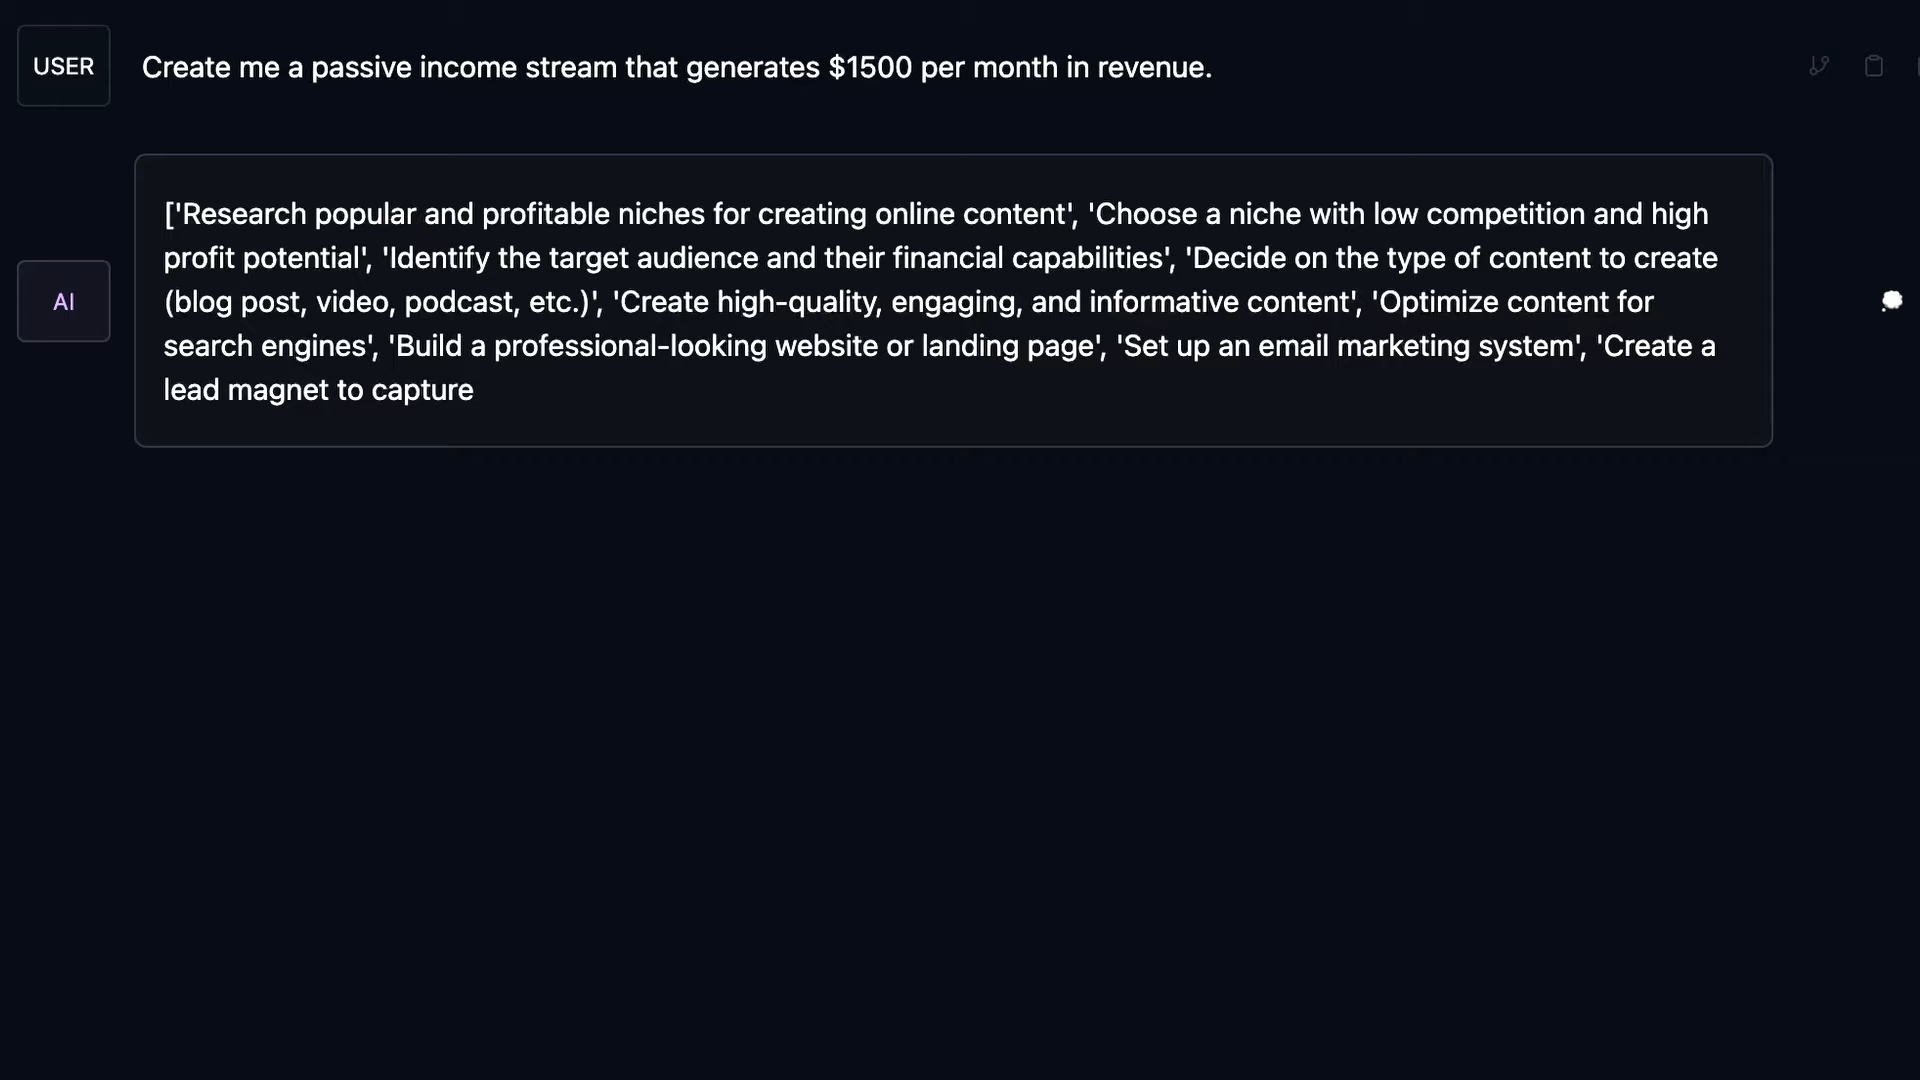 USER
Create me a passive income stream that generates $1500 per month in revenue.
AI
['Research popular and profitable niches for creating online content', 'Choose a niche with low competition and high
profit potential', 'Identify the target audience and their financial capabilities', 'Decide on the type of content to create
(blog post, video, podcast, etc.)', 'Create high-quality, engaging, and informative content', 'Optimize content for
search engines', 'Build a professional-looking website or landing page', 'Set up an email marketing system', 'Create a
lead magnet to capture